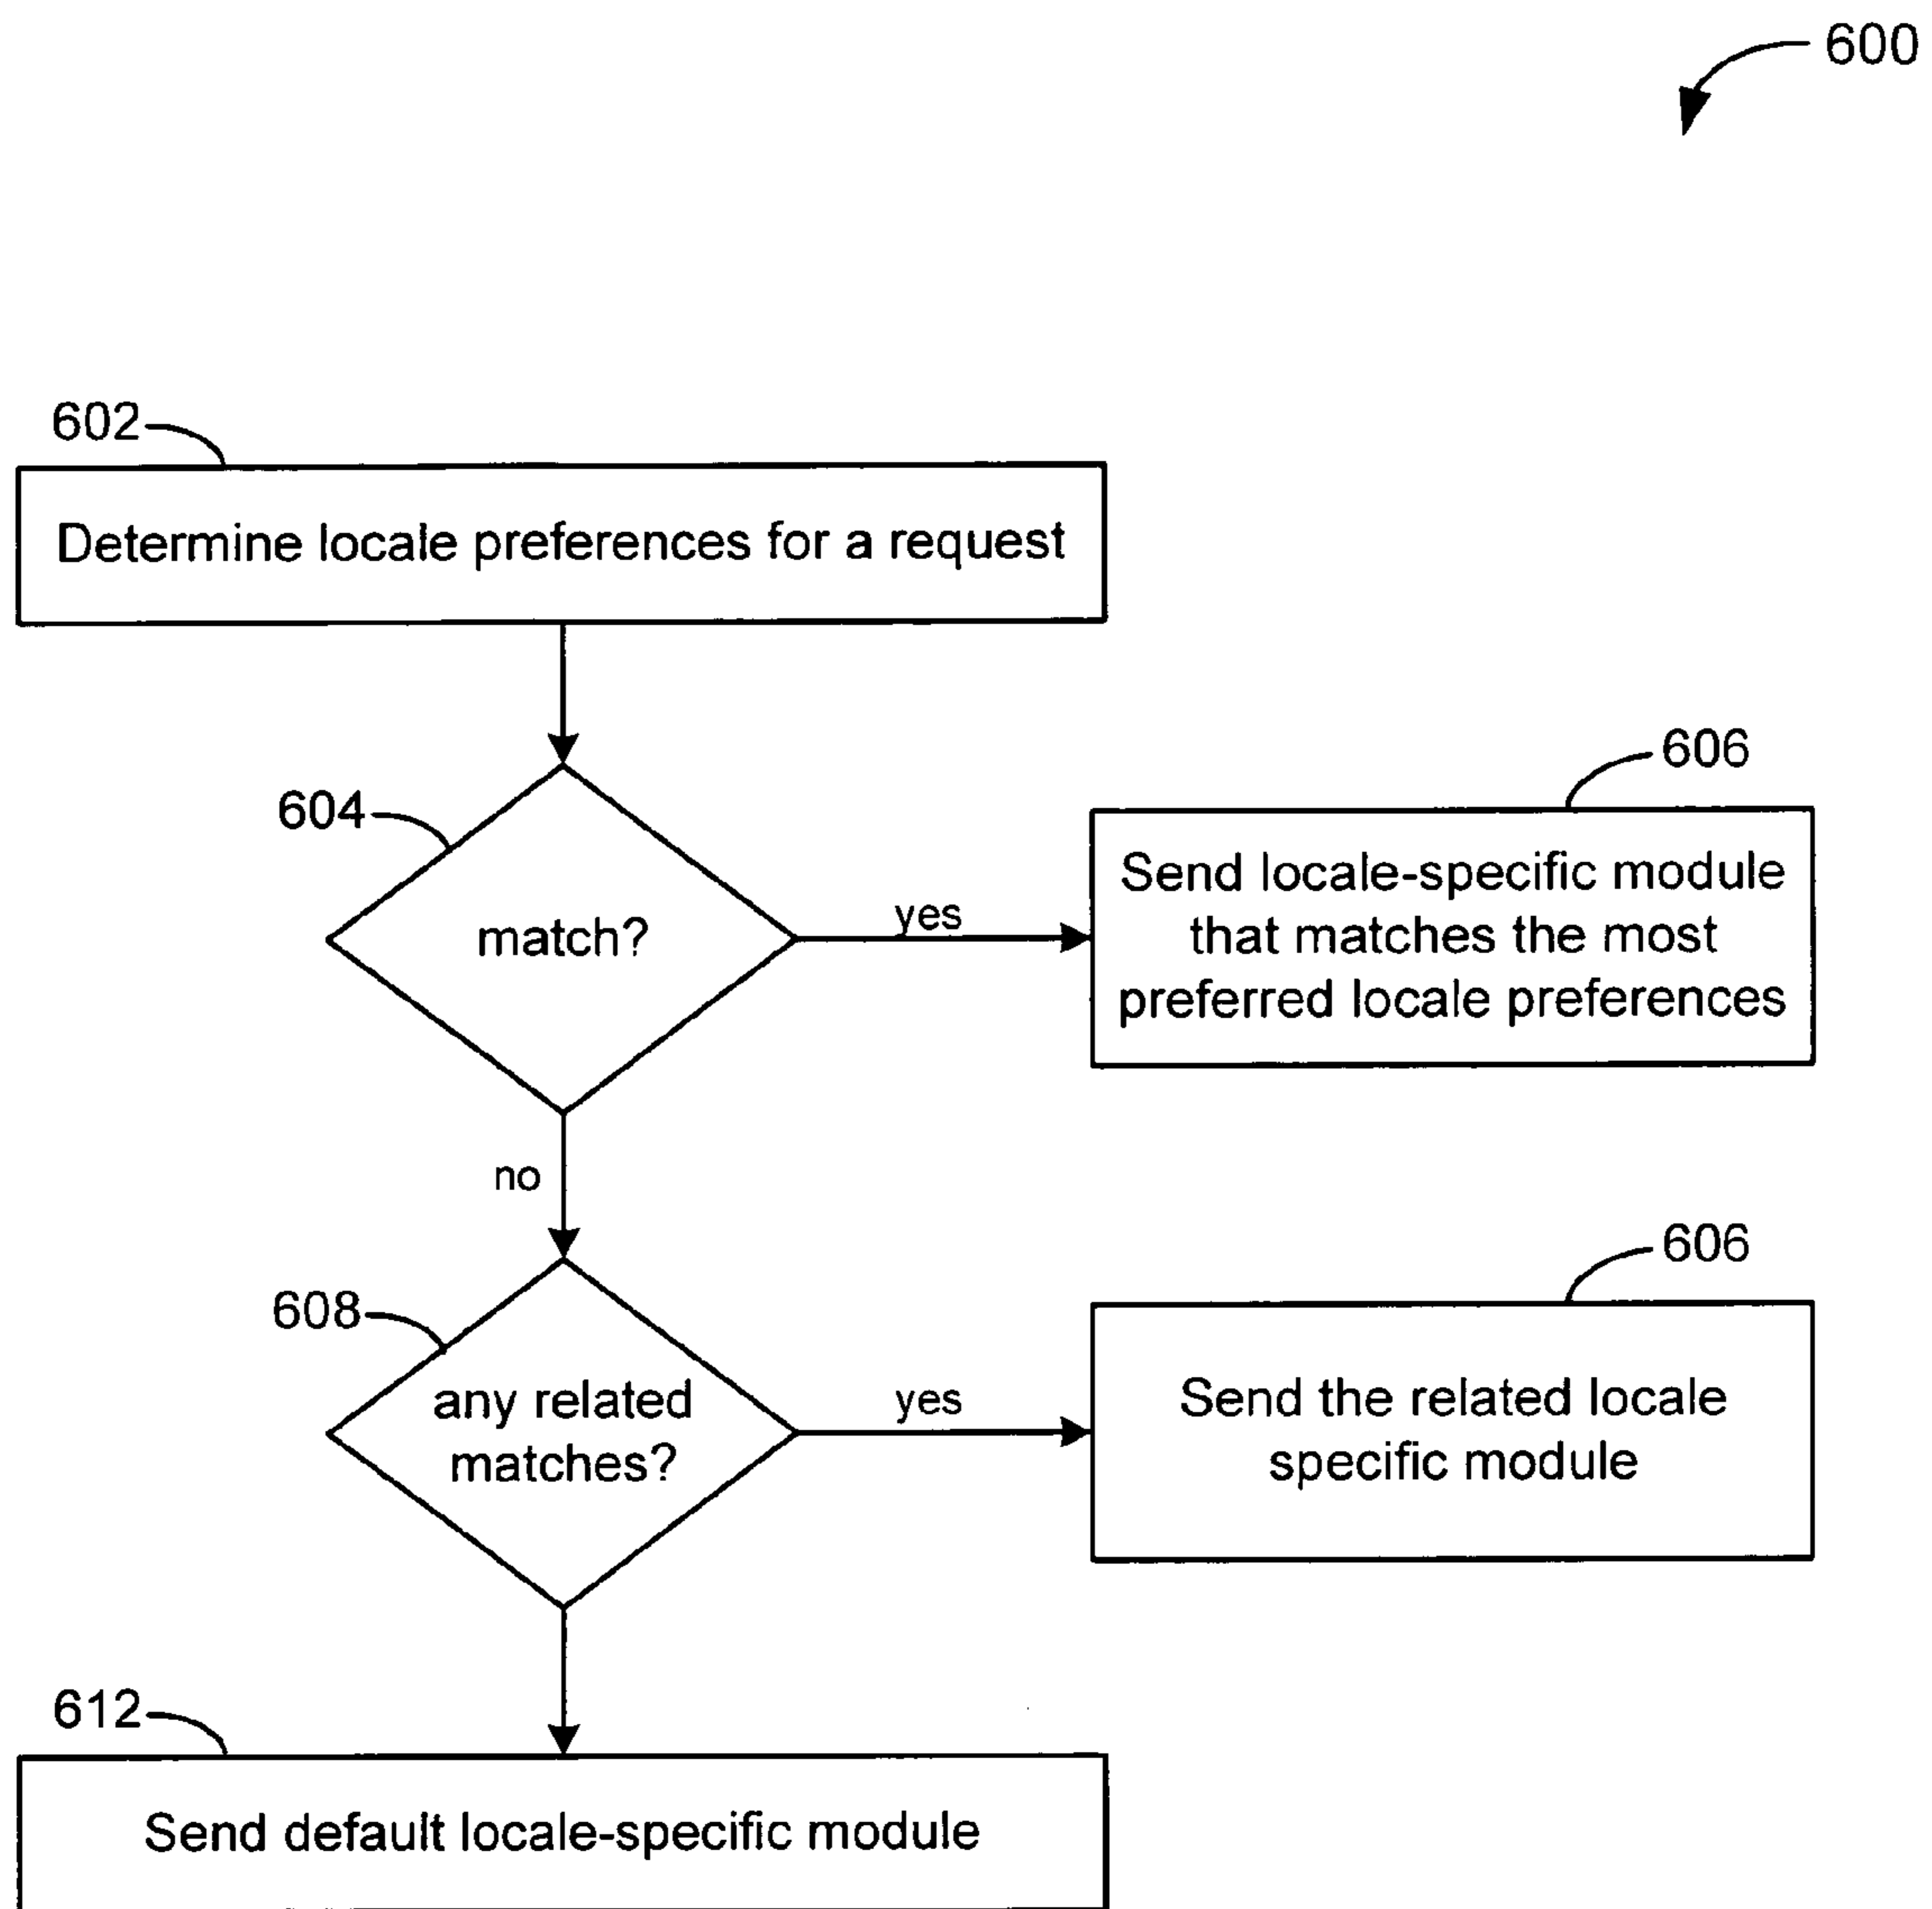 600
602
Determine locale preferences for a request
604
match?
yes
606
Send locale-specific module
that matches the most
preferred locale preferences
no
608
any related
matches?
yes
606
Send the related locale
specific module
612
Send default locale-specific module